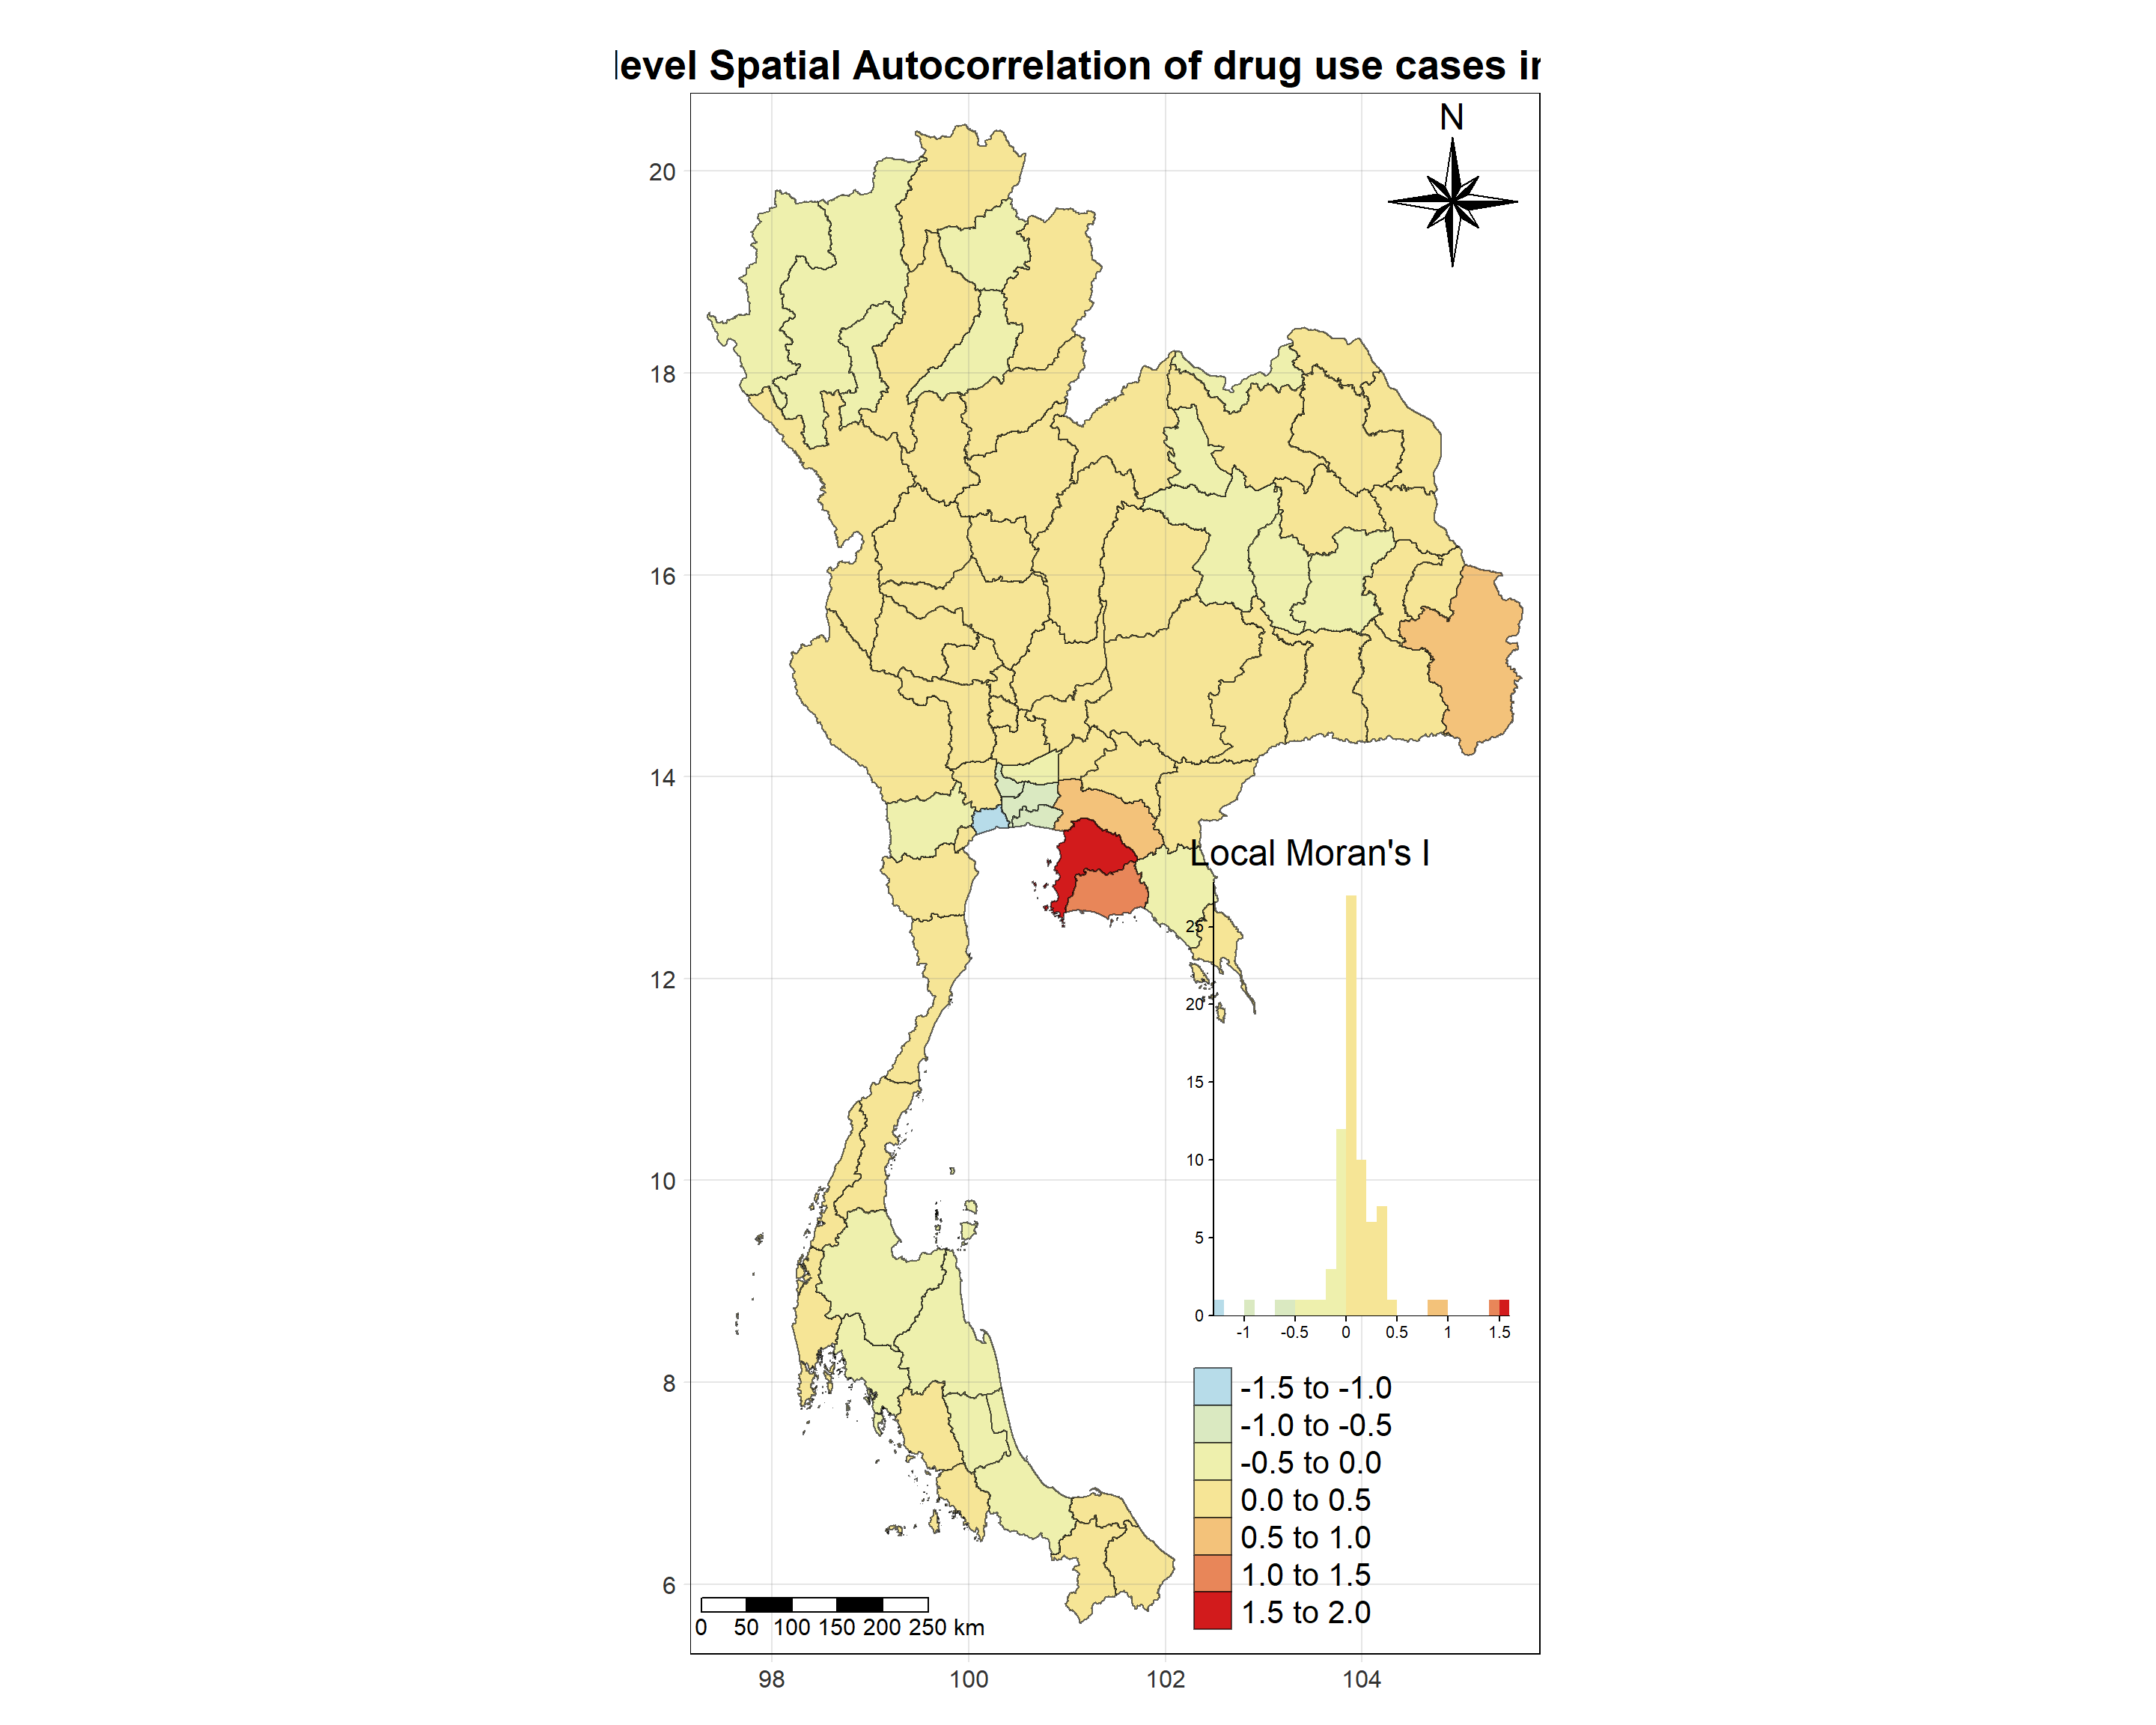 level Spatial Autocorrelation of drug use cases in
N
20
18
16
14
12
10
8
6
98 100 102 104
0 50 100 150 200 250 km
Local Moran's I
25
20
15
10
5
0
-1 -0.5 0 0.5 1 1.5
-1.5 to -1.0
-1.0 to -0.5
-0.5 to 0.0
0.0 to 0.5
0.5 to 1.0
1.0 to 1.5
1.5 to 2.0